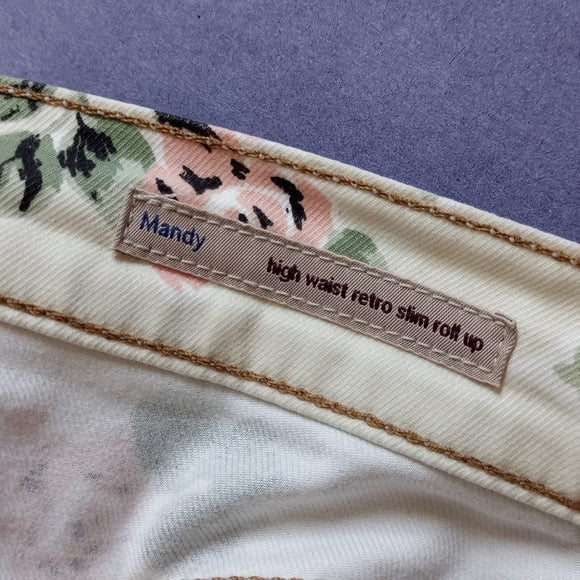 Mandy
high waist retro slim roll up